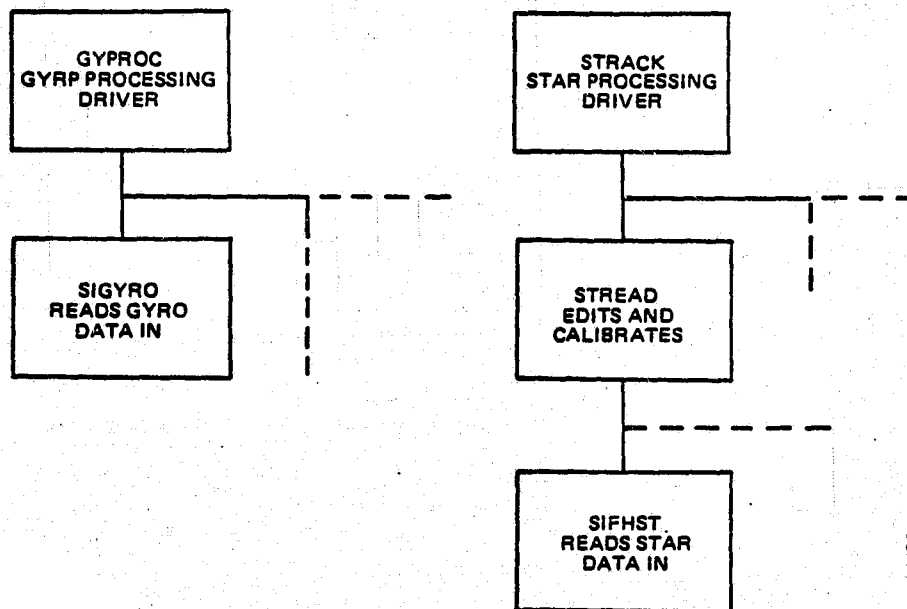 GYPROC
GYRP PROCESSING
DRIVER
SIGYRO
READS GYRO
DATA IN
STRACK
STAR PROCESSING
DRIVER
STREAD
EDITS AND
CALIBRATES
SIFHST
READS STAR
DATA IN